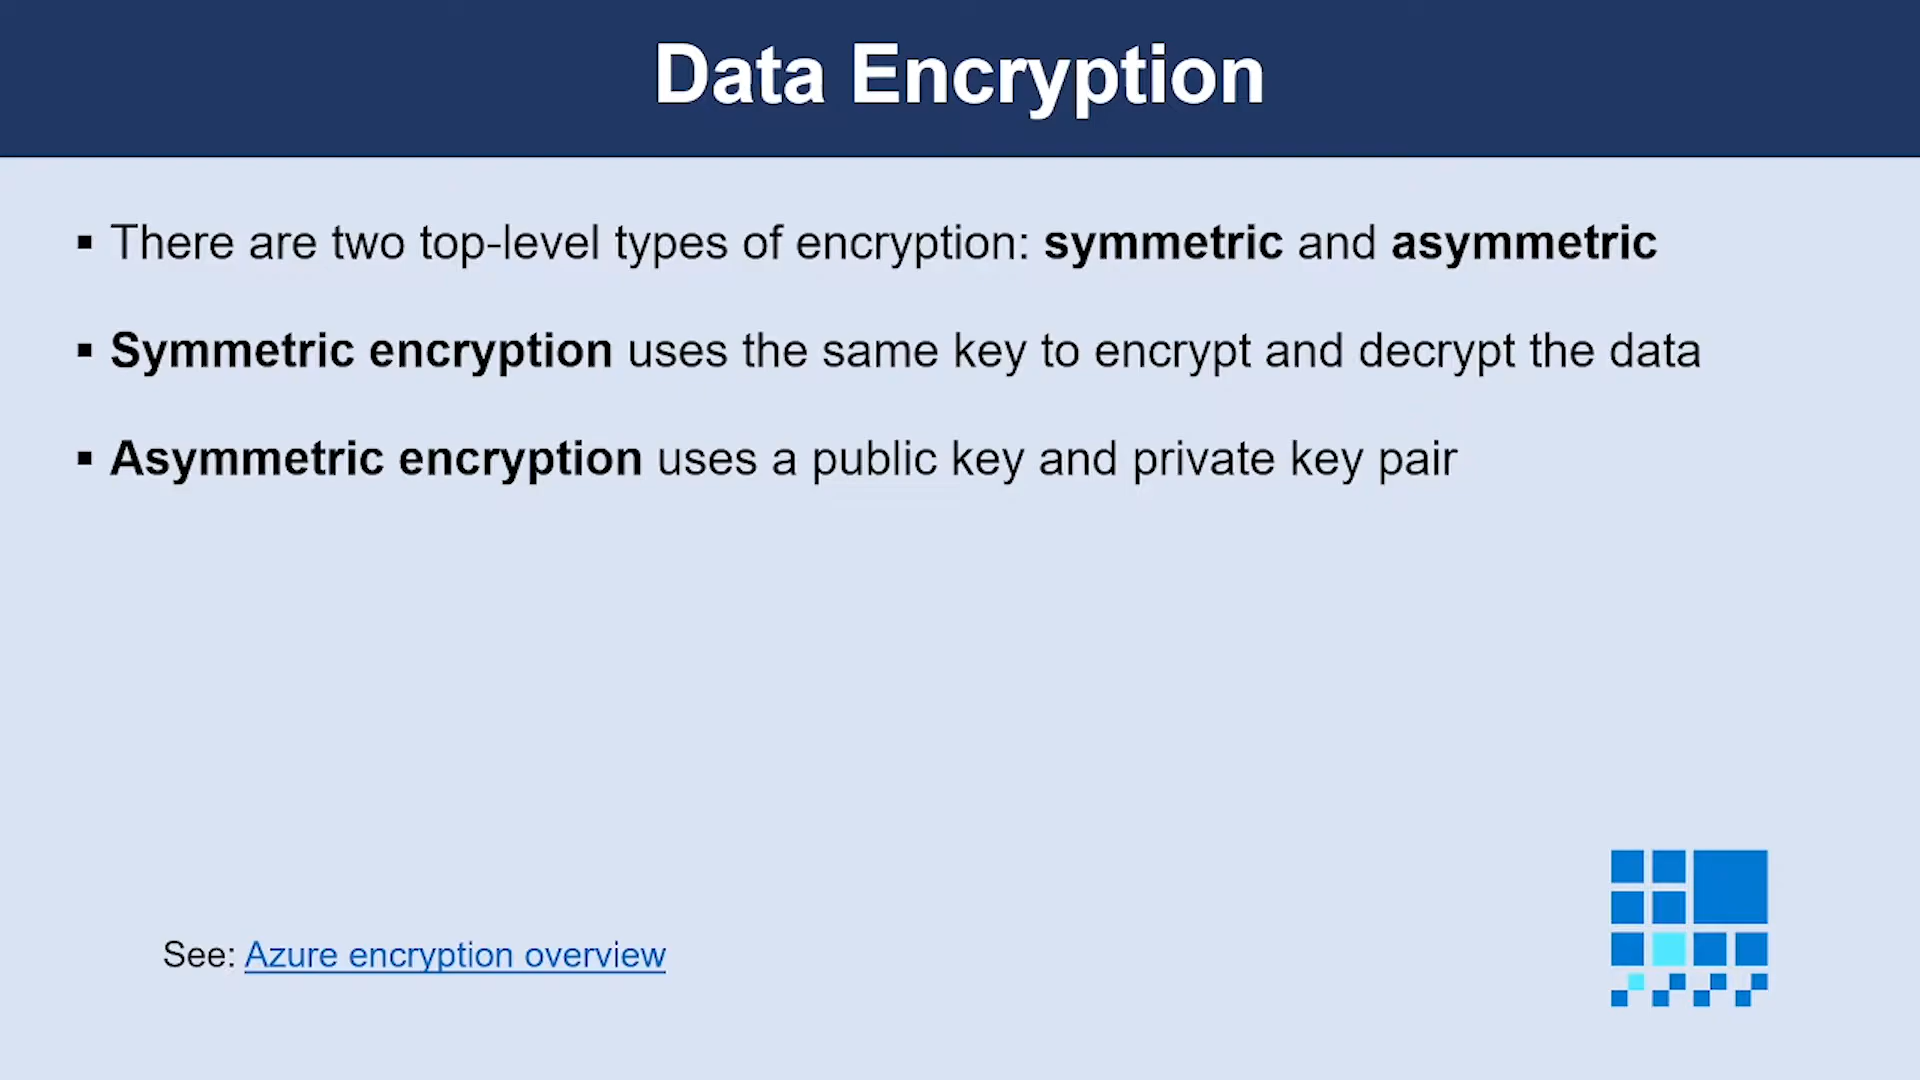 Data Encryption
▪ There are two top-level types of encryption: symmetric and asymmetric
▪ Symmetric encryption uses the same key to encrypt and decrypt the data
▪ Asymmetric encryption uses a public key and private key pair
See: Azure encryption overview